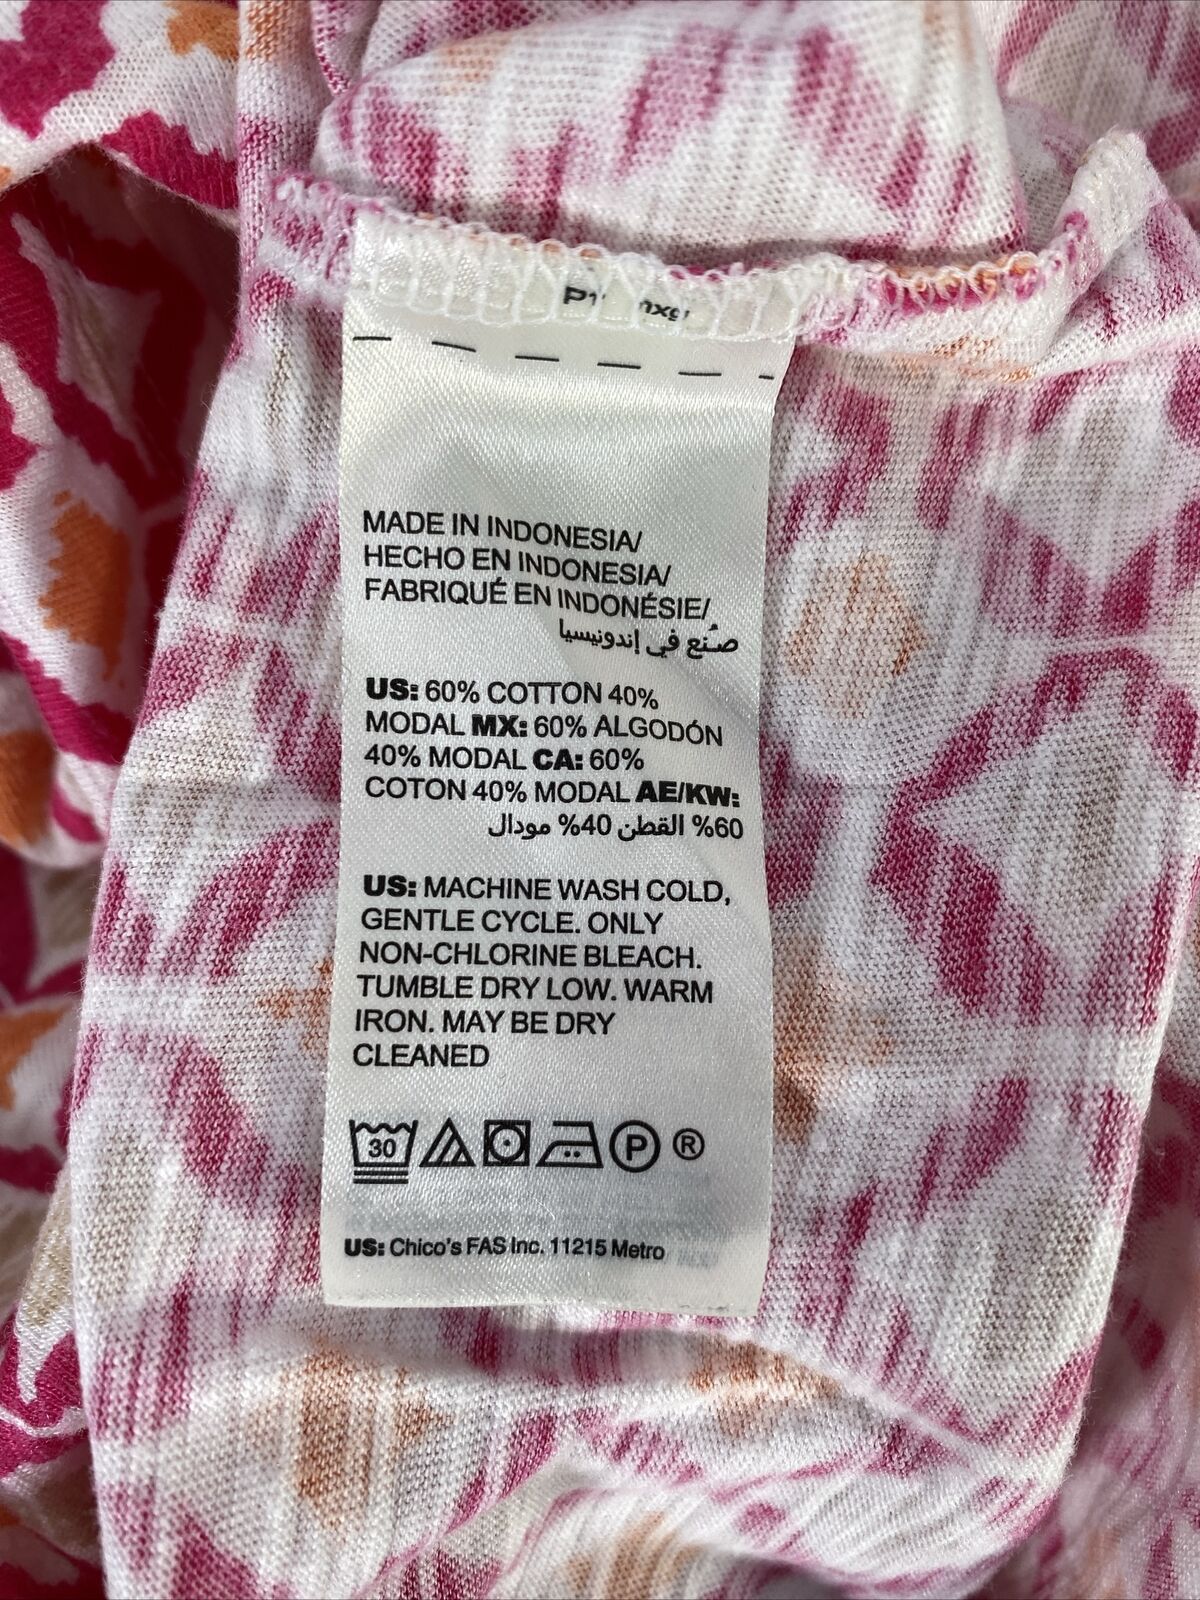 MADE IN INDONESIA/
HECHO EN INDONESIA/
FABRIQUÉ EN INDONÉSIE/
صُنع في إندونيسيا
US: 60% COTTON 40%
MODAL MX: 60% ALGODÓN
40% MODAL CA: 60%
COTON 40% MODAL AE/KW:
60% القطن 40% مودال
US: MACHINE WASH COLD,
GENTLE CYCLE. ONLY
NON-CHLORINE BLEACH.
TUMBLE DRY LOW. WARM
IRON. MAY BE DRY
CLEANED
30 P ®
US: Chico's FAS Inc. 11215 Metro